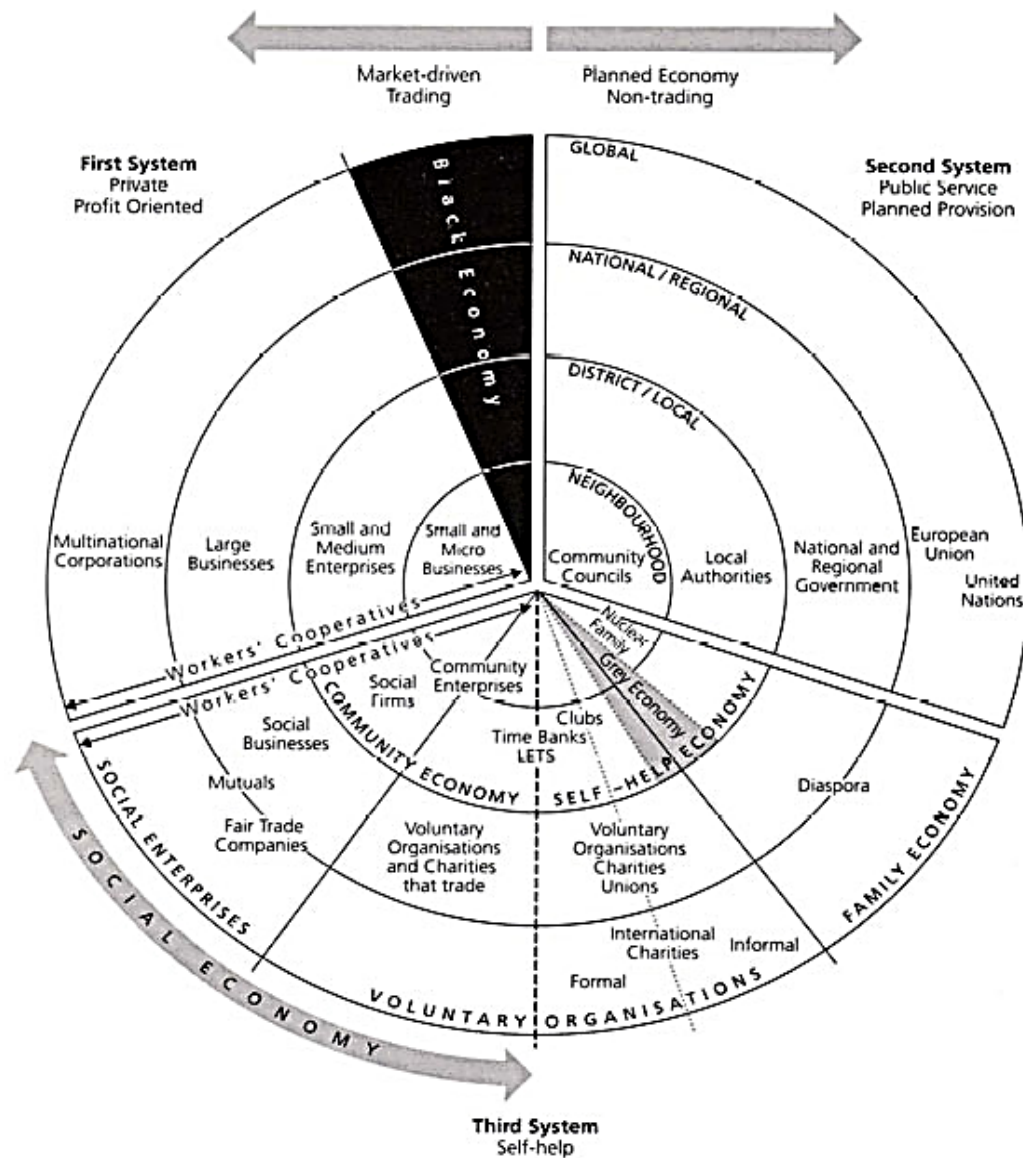 Market-driven
Trading
Planned Economy
Non-trading
First System
Private
Profit Oriented
Second System
Public Service
Planned Provision
Black Economy
GLOBAL
NATIONAL / REGIONAL
DISTRICT / LOCAL
NEIGHBOURHOOD
Multinational
Corporations
Large
Businesses
Small and
Medium
Enterprises
Small and
Micro
Businesses
Community
Councils
Local
Authorities
National and
Regional
Government
European
Union
United
Nations
Workers' Cooperatives
Workers' Cooperatives
Nuclear
Family
Grey Economy
Social
Firms
Community
Enterprises
Social
Businesses
Clubs
Time Banks
LETS
COMMUNITY ECONOMY
SELF-HELP ECONOMY
Mutuals
Fair Trade
Companies
Diaspora
Voluntary
Organisations
and Charities
that trade
Voluntary
Organisations
Charities
Unions
SOCIAL ENTERPRISES
FAMILY ECONOMY
International
Charities
Informal
Formal
VOLUNTARY ORGANISATIONS
SOCIAL ECONOMY
Third System
Self-help